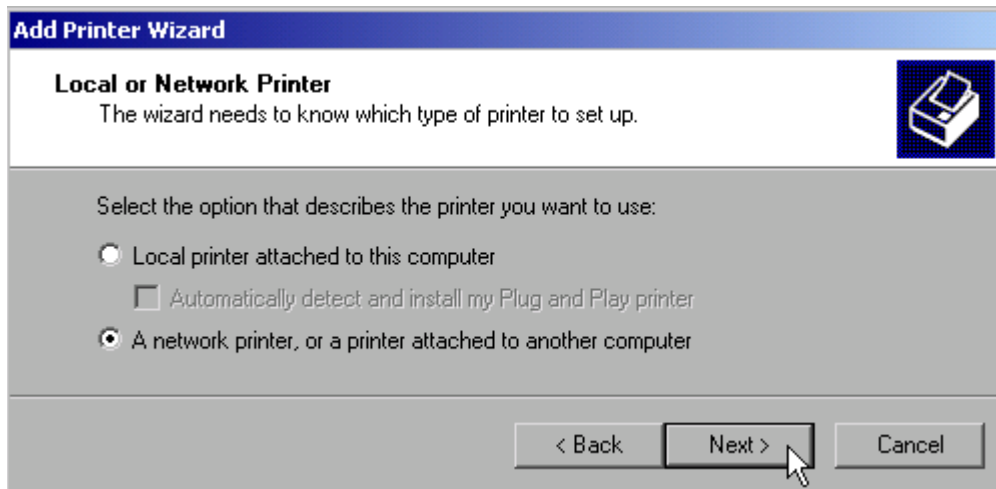 Add Printer Wizard
Local or Network Printer
The wizard needs to know which type of printer to set up.
Select the option that describes the printer you want to use:
Local printer attached to this computer
Automatically detect and install my Plug and Play printer
A network printer, or a printer attached to another computer
< Back Next > Cancel